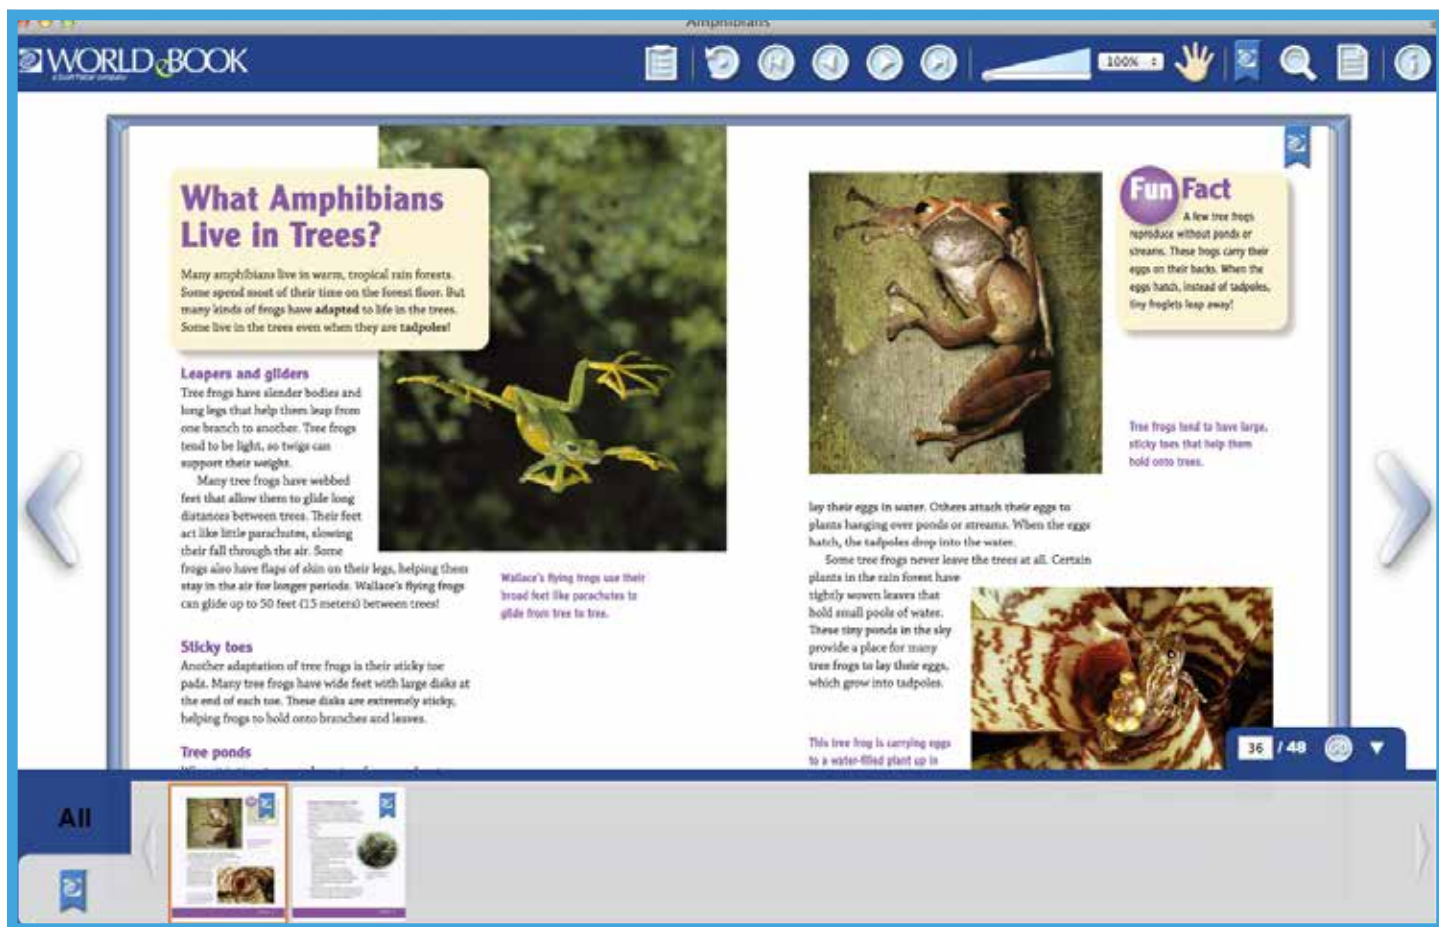 Amphibians
WORLD eBOOK
a Scott Fetzer company
100%
What Amphibians
Live in Trees?
Many amphibians live in warm, tropical rain forests.
Some spend most of their time on the forest floor. But
many kinds of frogs have adapted to life in the trees.
Some live in the trees even when they are tadpoles!
Leapers and gliders
Tree frogs have slender bodies and
long legs that help them leap from
one branch to another. Tree frogs
tend to be light, so twigs can
support their weight.
Many tree frogs have webbed
feet that allow them to glide long
distances between trees. Their feet
act like little parachutes, slowing
their fall through the air. Some
frogs also have flaps of skin on their legs, helping them
stay in the air for longer periods. Wallace's flying frogs
can glide up to 50 feet (15 meters) between trees!
Wallace's flying frogs use their
broad feet like parachutes to
glide from tree to tree.
Sticky toes
Another adaptation of tree frogs is their sticky toe
pads. Many tree frogs have wide feet with large disks at
the end of each toe. These disks are extremely sticky,
helping frogs to hold onto branches and leaves.
Tree ponds
Fun Fact
A few tree frogs
reproduce without ponds or
streams. These frogs carry their
eggs on their backs. When the
eggs hatch, instead of tadpoles,
tiny froglets leap away!
Tree frogs tend to have large,
sticky toes that help them
hold onto trees.
lay their eggs in water. Others attach their eggs to
plants hanging over ponds or streams. When the eggs
hatch, the tadpoles drop into the water.
Some tree frogs never leave the trees at all. Certain
plants in the rain forest have
tightly woven leaves that
hold small pools of water.
These tiny ponds in the sky
provide a place for many
tree frogs to lay their eggs,
which grow into tadpoles.
This tree frog is carrying eggs
to a water-filled plant up in
36 / 48 GO
All